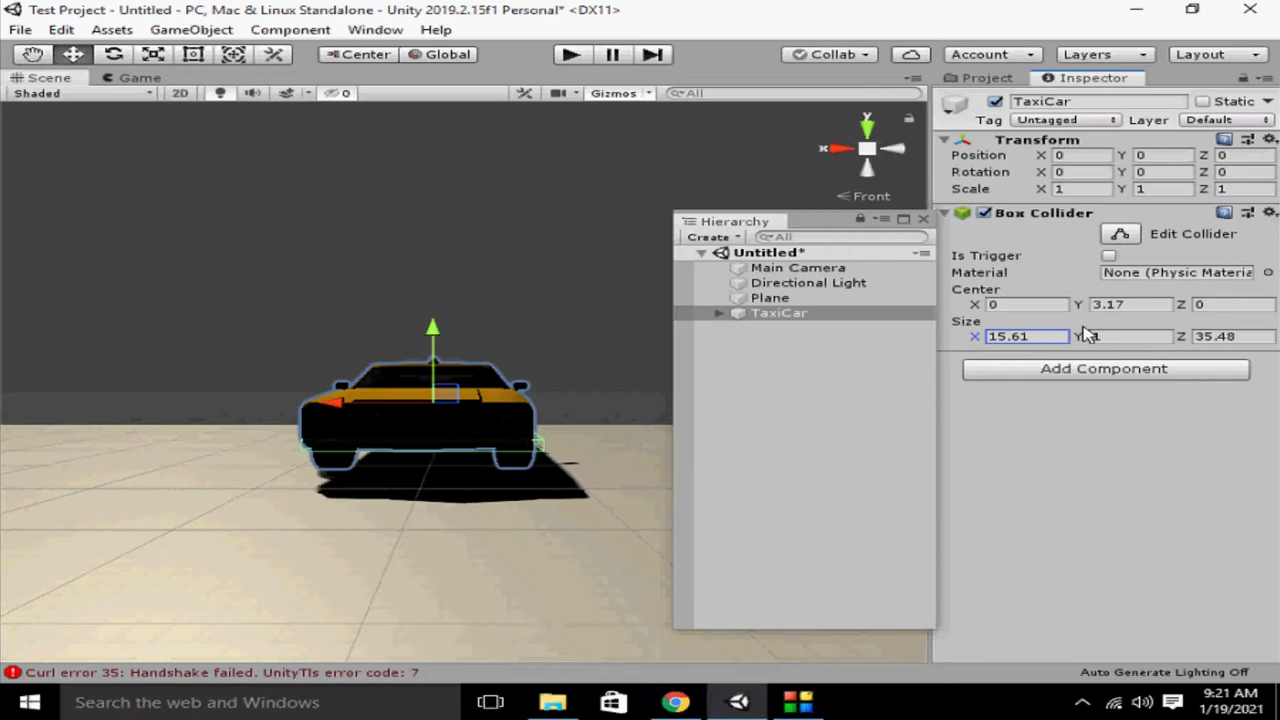 Test Project - Untitled - PC, Mac & Linux Standalone - Unity 2019.2.15f1 Personal* <DX11>
File Edit Assets GameObject Component Window Help
Center Global Collab Account Layers Layout
Scene Game Project Inspector
Shaded 2D 0 Gizmos All
TaxiCar Static
Tag Untagged Layer Default
Transform
Position X 0 Y 0 Z 0
Rotation X 0 Y 0 Z 0
Scale X 1 Y 1 Z 1
y
x
Front
Box Collider
Edit Collider
Is Trigger
Material None (Physic Materia
Center
X 0 Y 3.17 Z 0
Size
X 15.61 Y 1 Z 35.48
Add Component
Hierarchy
Create All
Untitled*
Main Camera
Directional Light
Plane
TaxiCar
Curl error 35: Handshake failed. UnityTls error code: 7
Auto Generate Lighting Off
Search the web and Windows
9:21 AM
1/19/2021